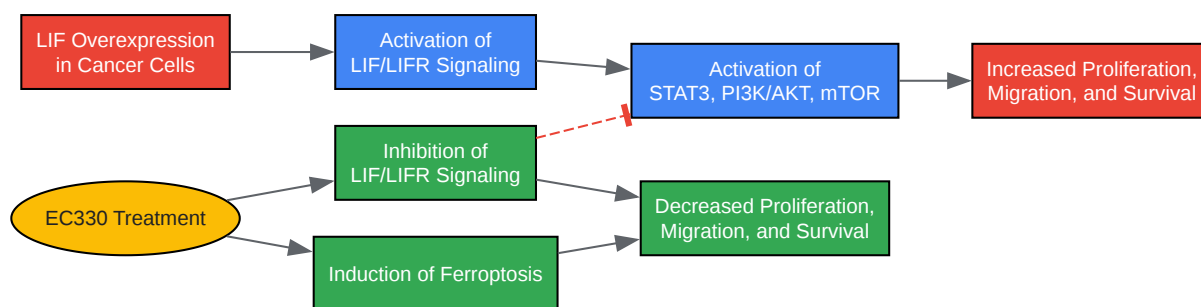 LIF Overexpression
in Cancer Cells
Activation of
LIF/LIFR Signaling
Activation of
STAT3, PI3K/AKT, mTOR
Increased Proliferation,
Migration, and Survival
Inhibition of
LIF/LIFR Signaling
EC330 Treatment
Decreased Proliferation,
Migration, and Survival
Induction of Ferroptosis